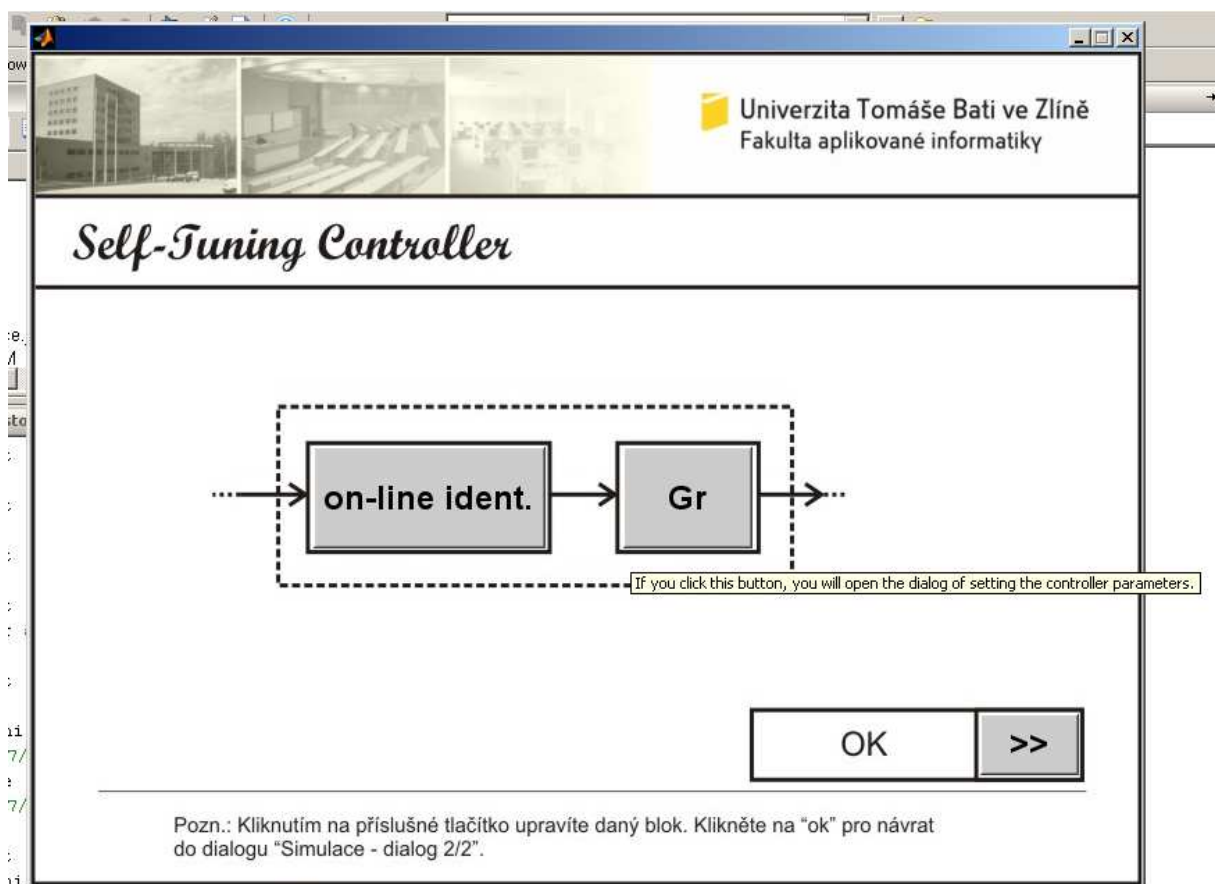 Univerzita Tomáše Bati ve Zlíně
Fakulta aplikované informatiky
Self-Tuning Controller
on-line ident.
Gr
If you click this button, you will open the dialog of setting the controller parameters.
OK
>>
Pozn.: Kliknutím na příslušné tlačítko upravíte daný blok. Klikněte na “ok” pro návrat
do dialogu “Simulace - dialog 2/2”.